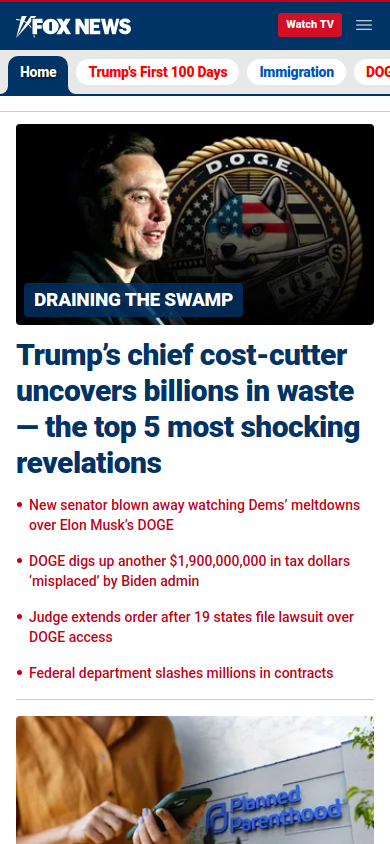 FOX NEWS
Watch TV
Home
Trump's First 100 Days
Immigration
DOG
D.O.G.E.
DRAINING THE SWAMP
Trump’s chief cost-cutter
uncovers billions in waste
— the top 5 most shocking
revelations
New senator blown away watching Dems’ meltdowns
over Elon Musk’s DOGE
DOGE digs up another $1,900,000,000 in tax dollars
‘misplaced’ by Biden admin
Judge extends order after 19 states file lawsuit over
DOGE access
Federal department slashes millions in contracts
Planned
Parenthood